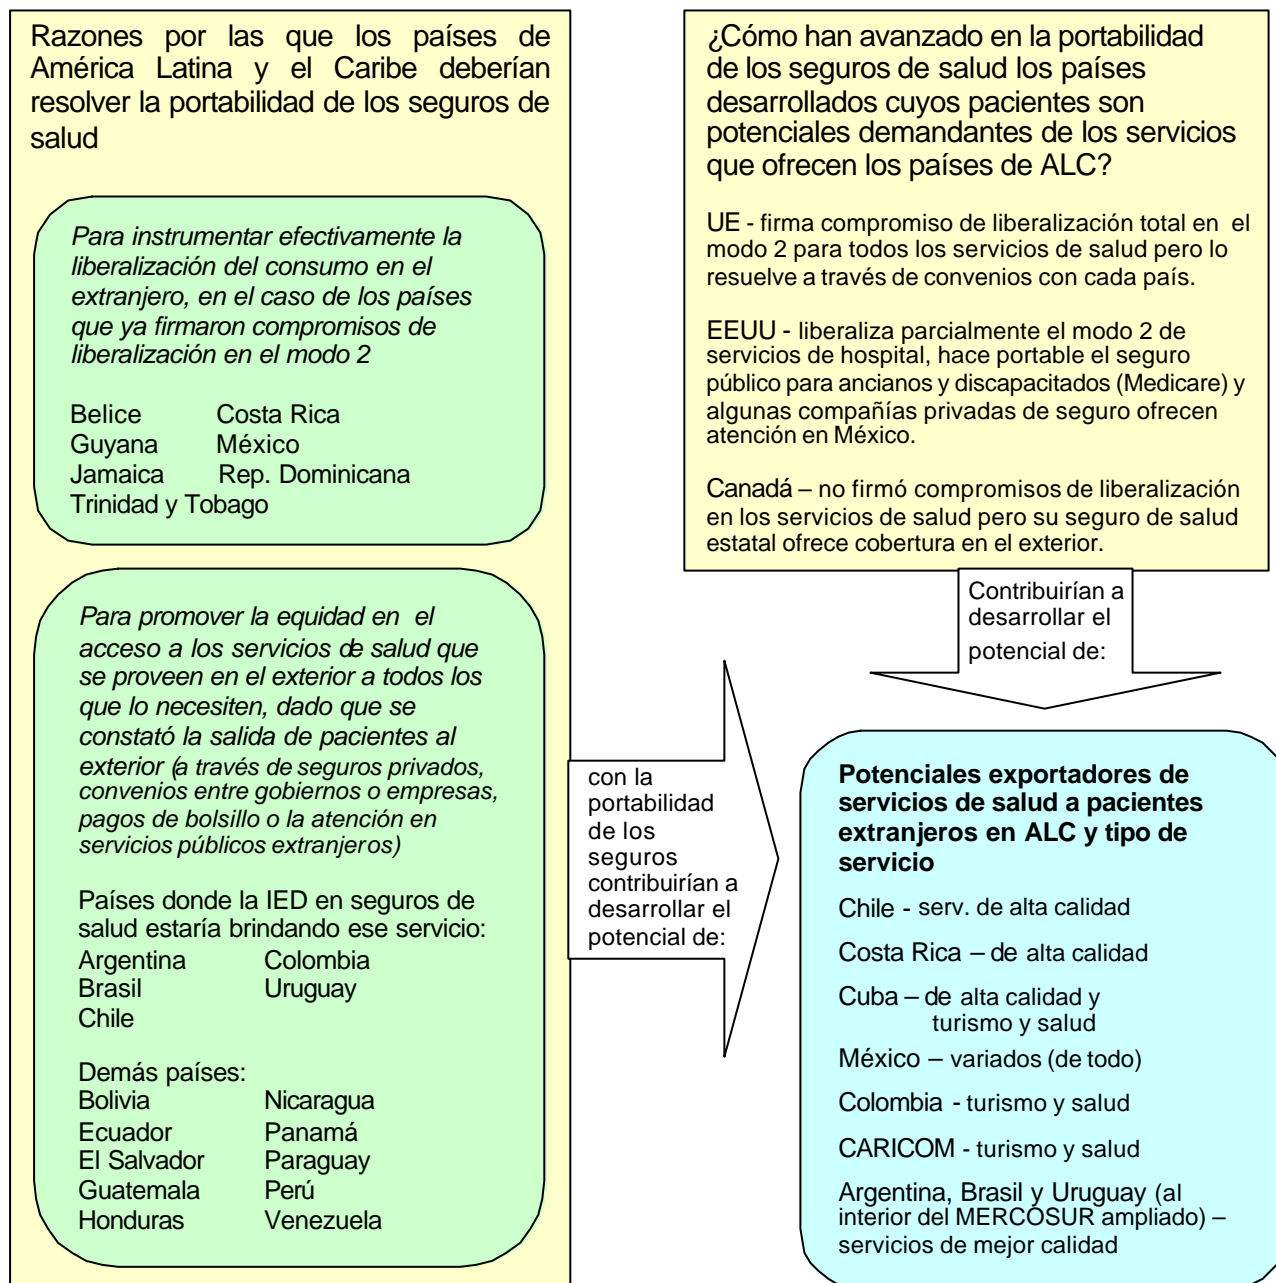 Razones por las que los países de
América Latina y el Caribe deberían
resolver la portabilidad de los seguros de
salud
Para instrumentar efectivamente la
liberalización del consumo en el
extranjero, en el caso de los países
que ya firmaron compromisos de
liberalización en el modo 2
Belice Costa Rica
Guyana México
Jamaica Rep. Dominicana
Trinidad y Tobago
Para promover la equidad en el
acceso a los servicios de salud que
se proveen en el exterior a todos los
que lo necesiten, dado que se
constató la salida de pacientes al
exterior (a través de seguros privados,
convenios entre gobiernos o empresas,
pagos de bolsillo o la atención en
servicios públicos extranjeros)
Países donde la IED en seguros de
salud estaría brindando ese servicio:
Argentina Colombia
Brasil Uruguay
Chile
Demás países:
Bolivia Nicaragua
Ecuador Panamá
El Salvador Paraguay
Guatemala Perú
Honduras Venezuela
con la
portabilidad
de los
seguros
contribuirían a
desarrollar el
potencial de:
¿Cómo han avanzado en la portabilidad
de los seguros de salud los países
desarrollados cuyos pacientes son
potenciales demandantes de los servicios
que ofrecen los países de ALC?
UE - firma compromiso de liberalización total en el
modo 2 para todos los servicios de salud pero lo
resuelve a través de convenios con cada país.
EEUU - liberaliza parcialmente el modo 2 de
servicios de hospital, hace portable el seguro
público para ancianos y discapacitados (Medicare) y
algunas compañías privadas de seguro ofrecen
atención en México.
Canadá – no firmó compromisos de liberalización
en los servicios de salud pero su seguro de salud
estatal ofrece cobertura en el exterior.
Contribuirían a
desarrollar el
potencial de:
Potenciales exportadores de
servicios de salud a pacientes
extranjeros en ALC y tipo de
servicio
Chile - serv. de alta calidad
Costa Rica – de alta calidad
Cuba – de alta calidad y
turismo y salud
México – variados (de todo)
Colombia - turismo y salud
CARICOM - turismo y salud
Argentina, Brasil y Uruguay (al
interior del MERCOSUR ampliado) –
servicios de mejor calidad